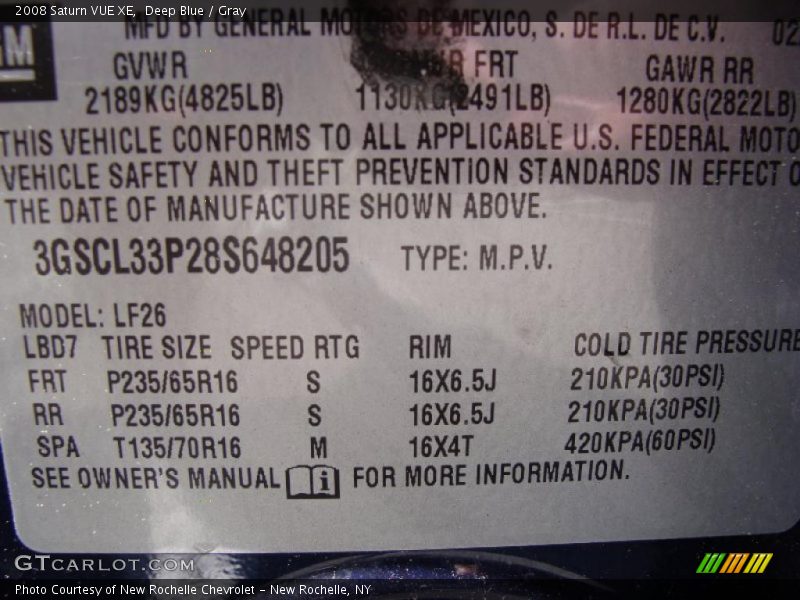 2008 Saturn VUE XE, Deep Blue / Gray
MFD BY GENERAL MOTORS DE MEXICO, S. DE R.L. DE C.V. 02
GM
GVWR FRT GAWR RR
2189KG(4825LB) 1130KG(2491LB) 1280KG(2822LB)
THIS VEHICLE CONFORMS TO ALL APPLICABLE U.S. FEDERAL MOTO
VEHICLE SAFETY AND THEFT PREVENTION STANDARDS IN EFFECT O
THE DATE OF MANUFACTURE SHOWN ABOVE.
3GSCL33P28S648205 TYPE: M.P.V.
MODEL: LF26
LBD7 TIRE SIZE SPEED RTG RIM COLD TIRE PRESSURE
FRT P235/65R16 S 16X6.5J 210KPA(30PSI)
RR P235/65R16 S 16X6.5J 210KPA(30PSI)
SPA T135/70R16 M 16X4T 420KPA(60PSI)
SEE OWNER'S MANUAL i FOR MORE INFORMATION.
GTCARLOT.COM
Photo Courtesy of New Rochelle Chevrolet - New Rochelle, NY